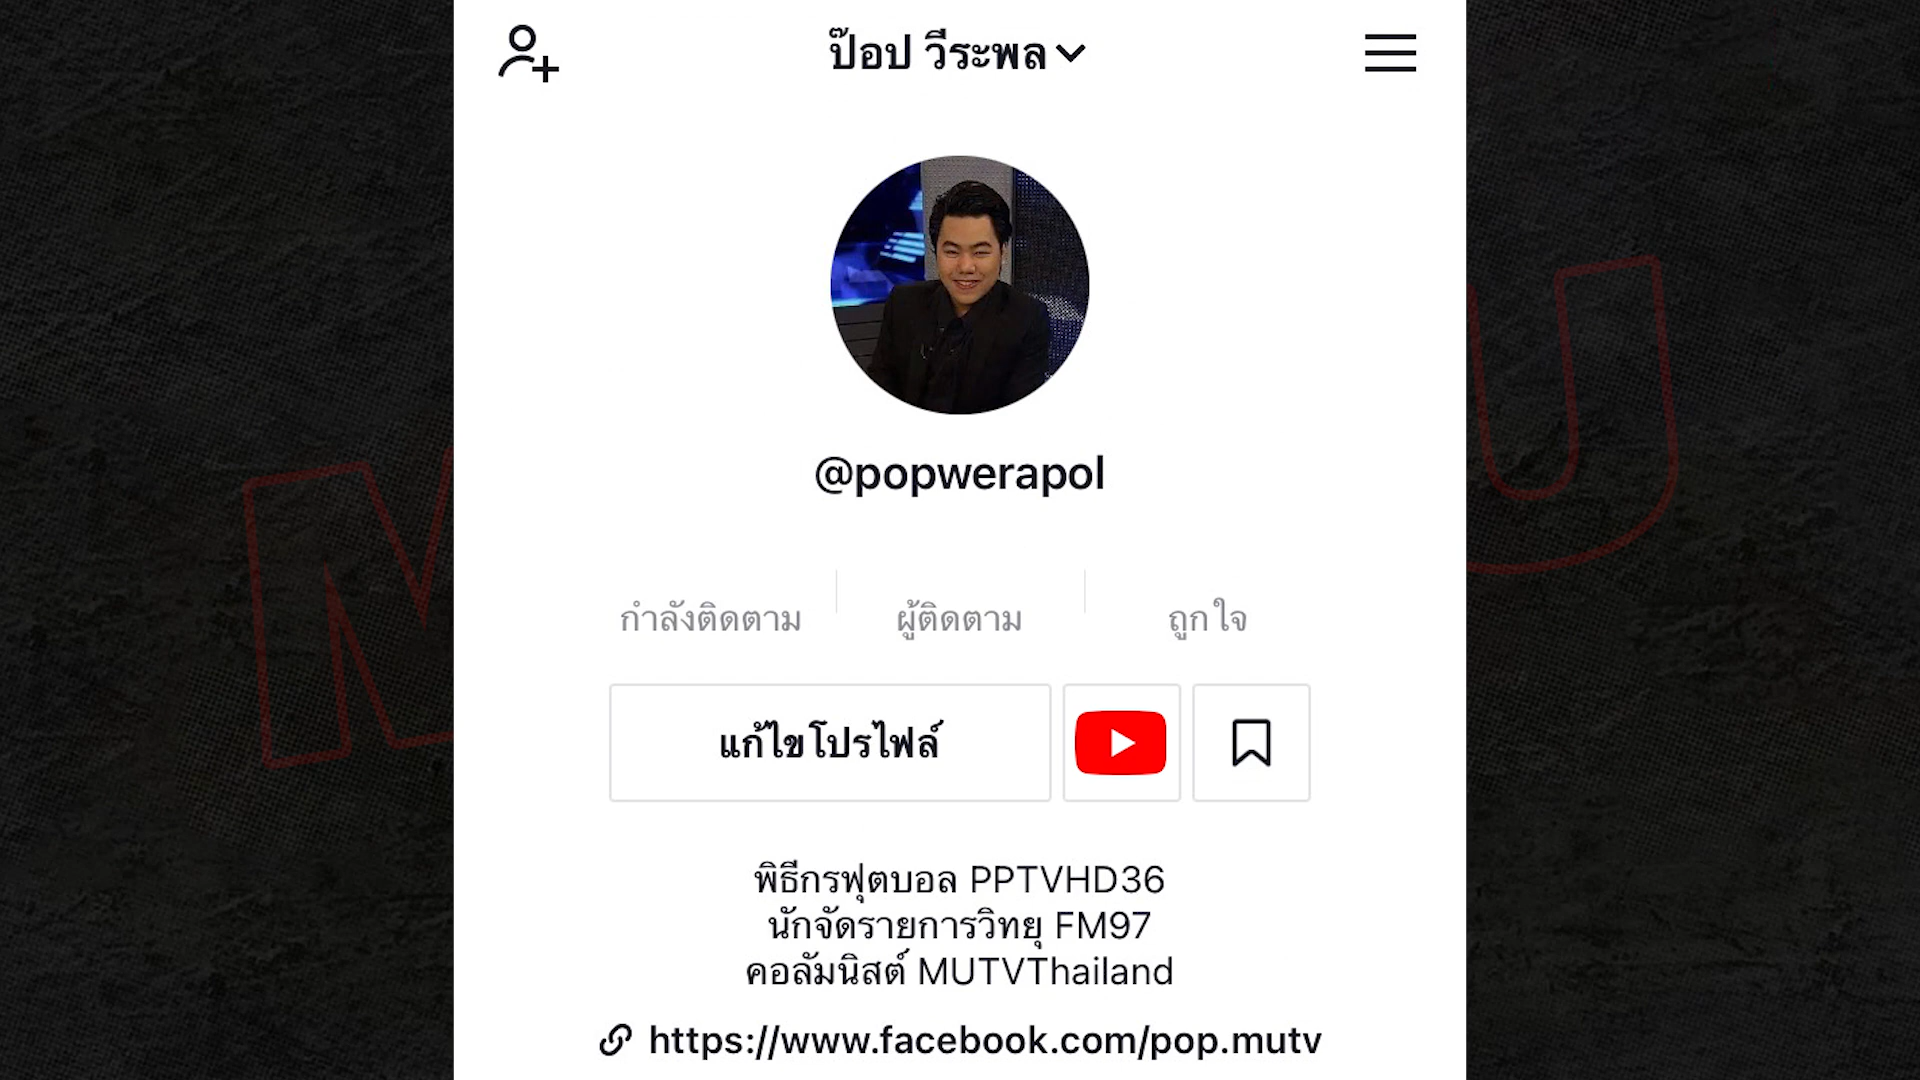 ป๊อป วีระพล
@popwerapol
กำลังติดตาม ผู้ติดตาม ถูกใจ
แก้ไขโปรไฟล์
พิธีกรฟุตบอล PPTVHD36
นักจัดรายการวิทยุ FM97
คอลัมนิสต์ MUTVThailand
https://www.facebook.com/pop.mutv